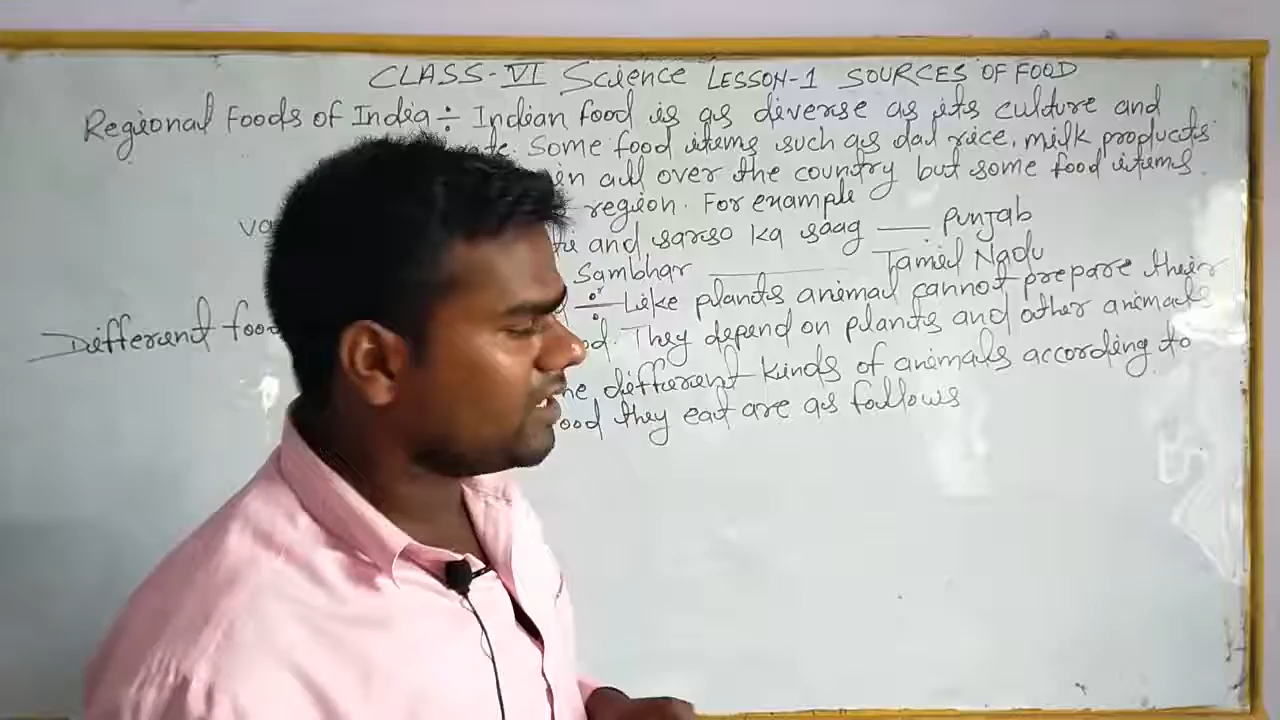 CLASS-VI Science LESSON-1 SOURCES OF FOOD
Regional Foods of India ÷ Indian food is as diverse as its culture and
Some food items such as dal rice, milk products
in all over the country but some food items
region. For example
and sarso ka saag — Punjab
Sambhar — Tamil Nadu
Different food ÷ Like plants animal cannot prepare their
They depend on plants and other animals
different kinds of animals according to
they eat are as follows